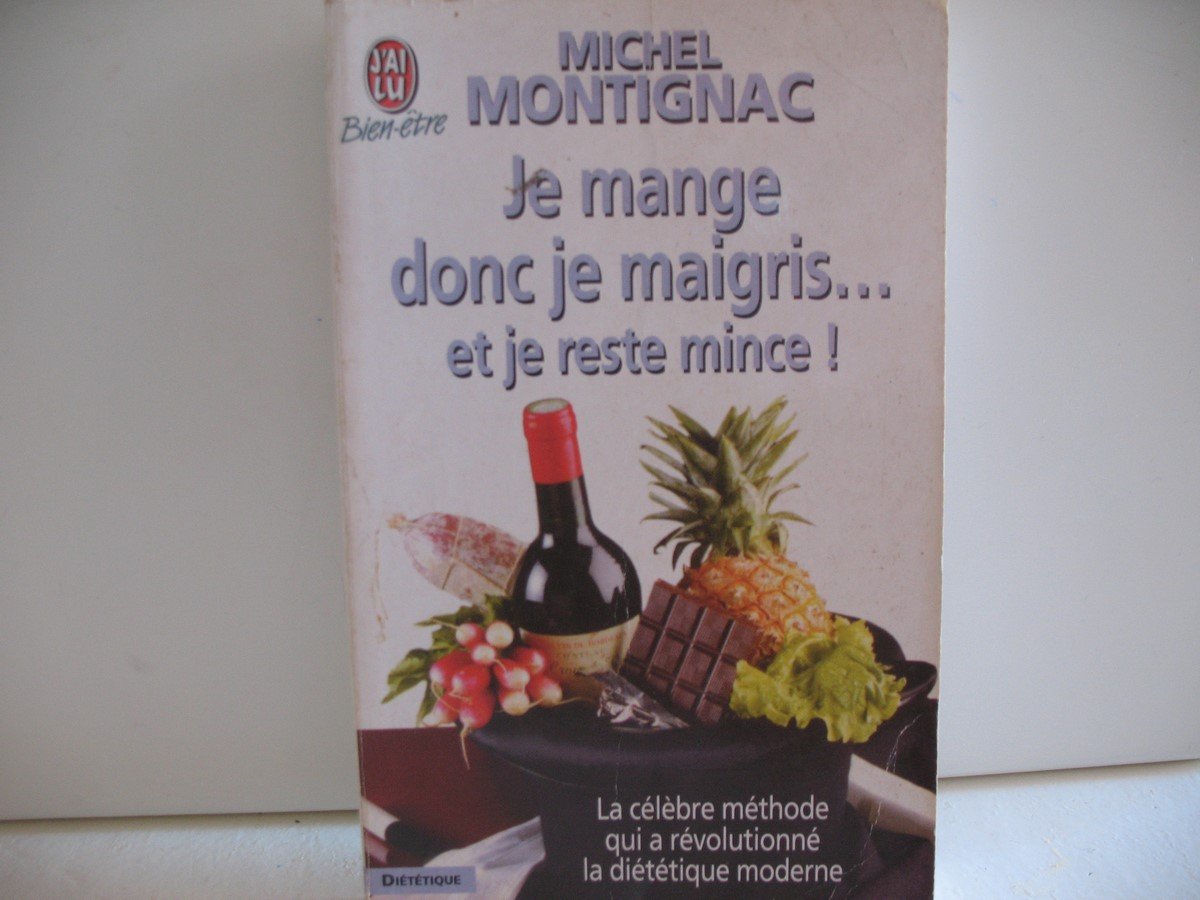 J'AI
LU
Bien-être
MICHEL
MONTIGNAC
Je mange
donc je maigris...
et je reste mince !
La célèbre méthode
qui a révolutionné
la diététique moderne
DIÉTÉTIQUE